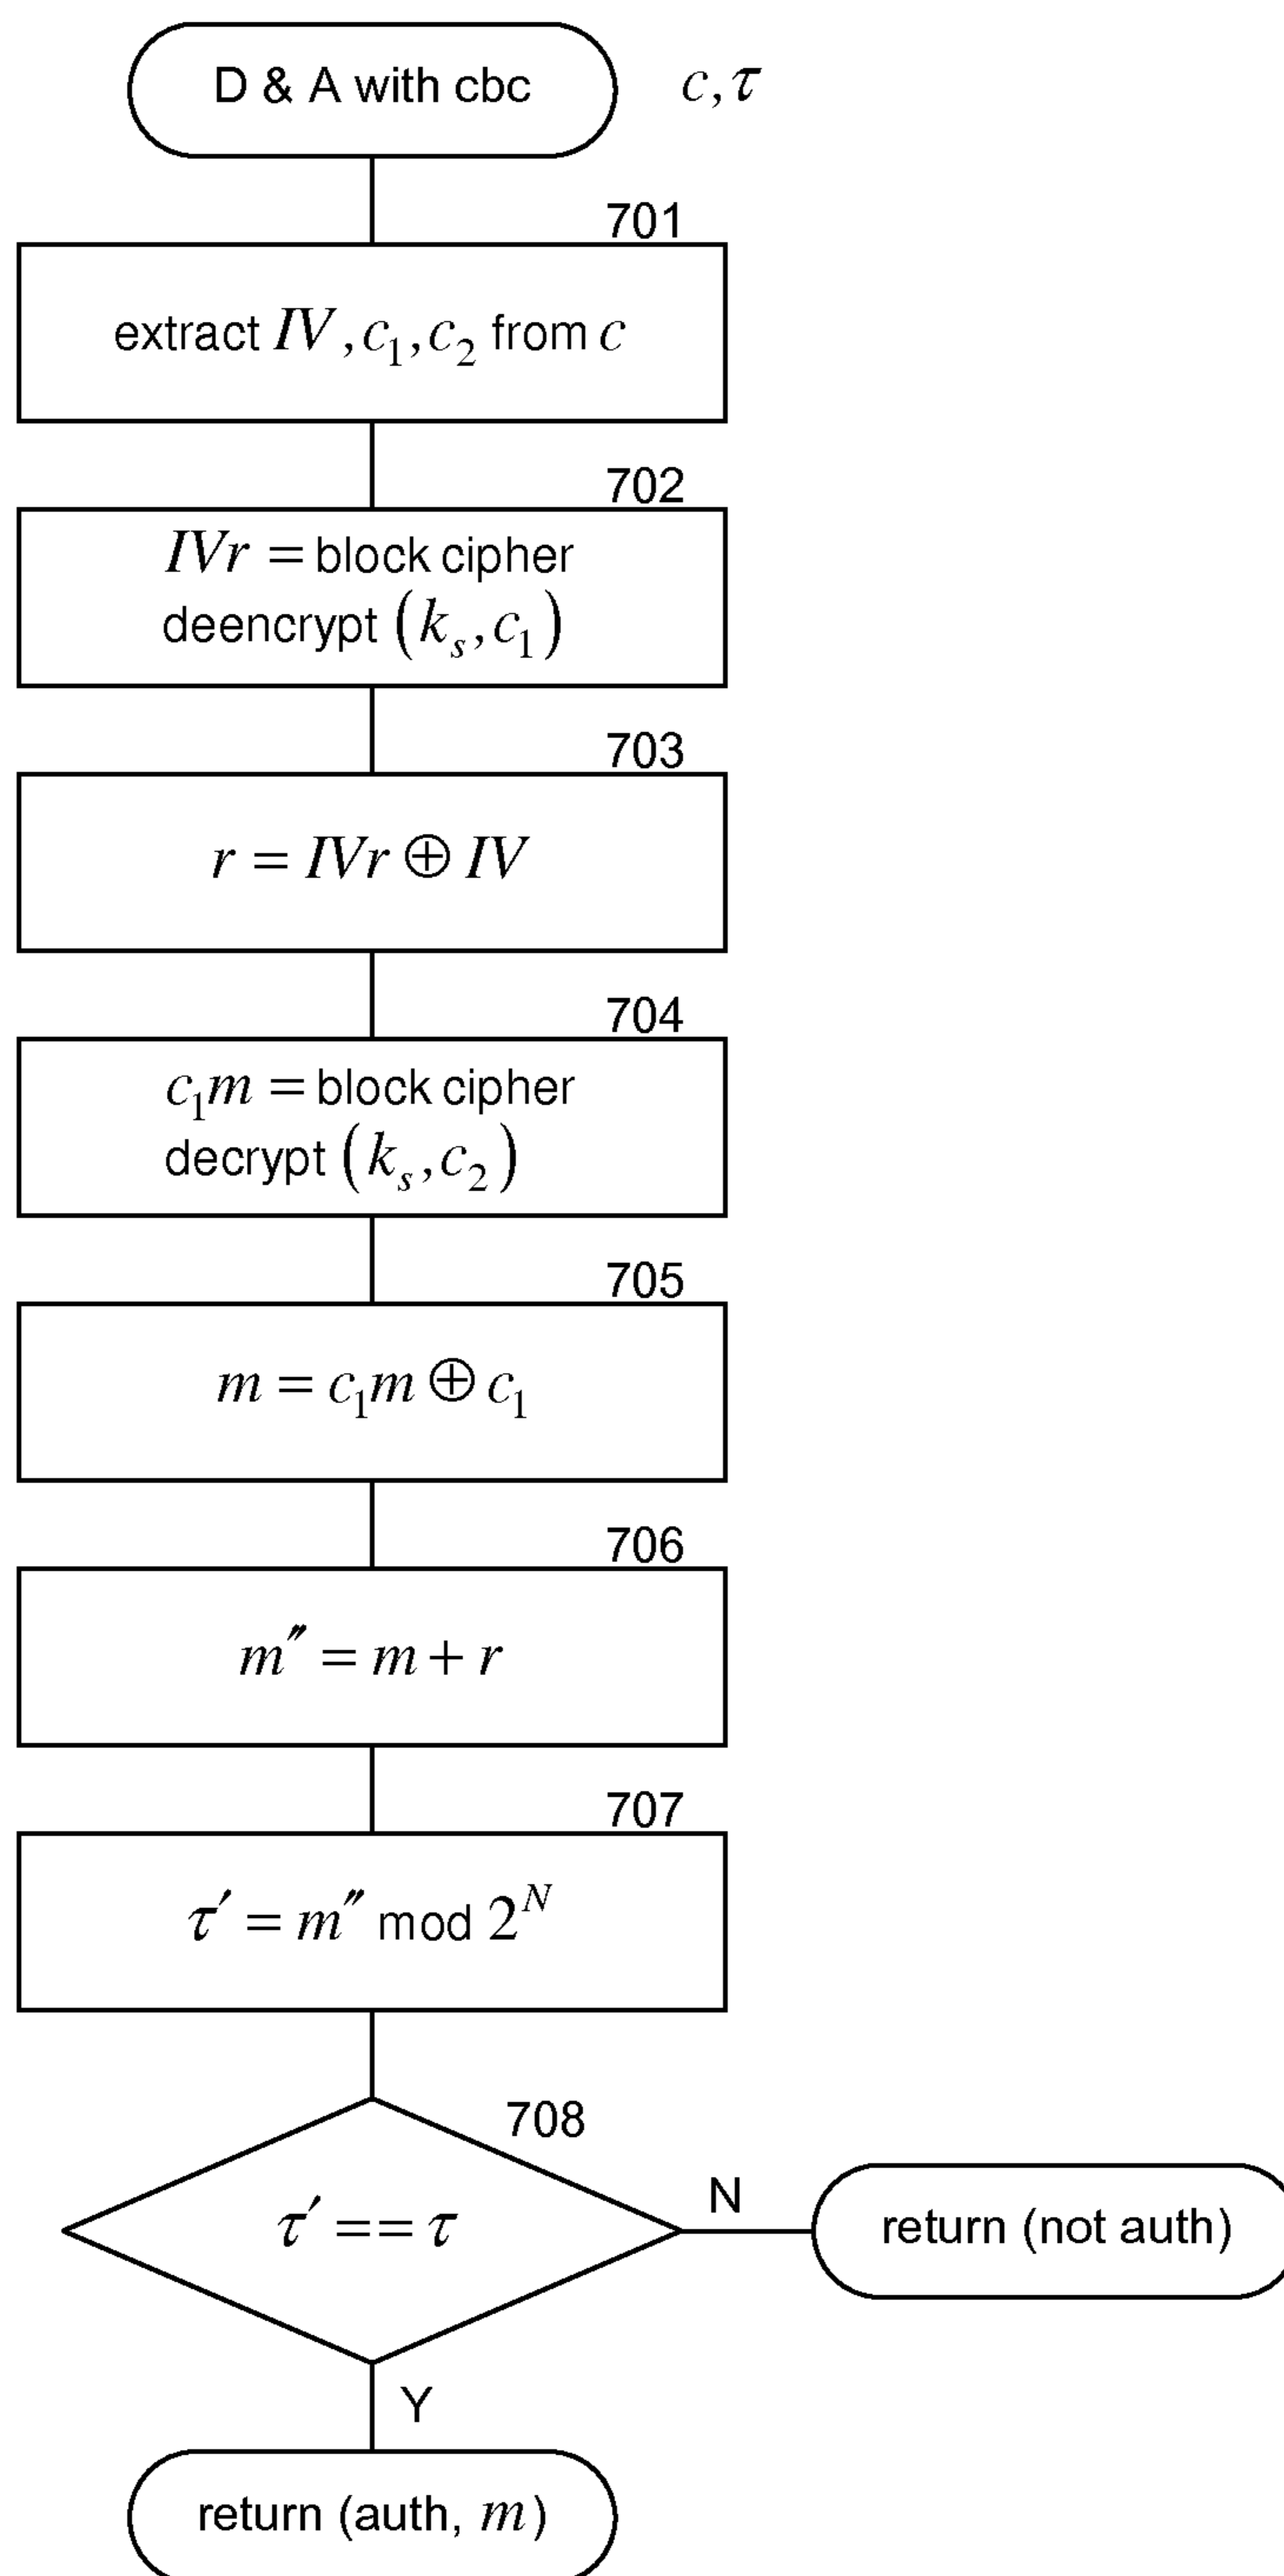 D & A with cbc c, τ
701
extract IV, c₁, c₂ from c
702
IVr = block cipher
deencrypt (kₛ, c₁)
703
r = IVr ⊕ IV
704
c₁m = block cipher
decrypt (kₛ, c₂)
705
m = c₁m ⊕ c₁
706
m″ = m + r
707
τ′ = m″ mod 2ᴺ
708
τ′ == τ
N
return (not auth)
Y
return (auth, m)